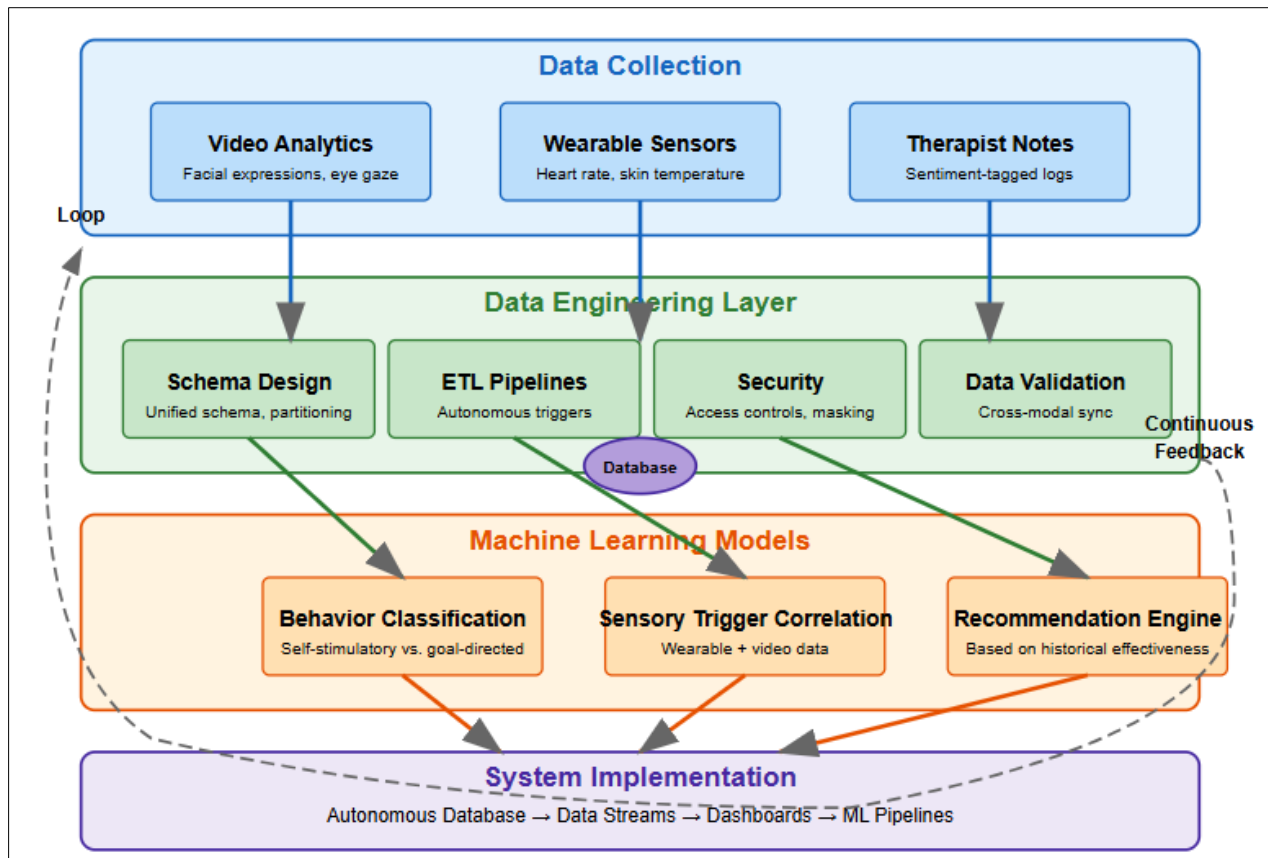 Data Collection
Video Analytics
Facial expressions, eye gaze
Wearable Sensors
Heart rate, skin temperature
Therapist Notes
Sentiment-tagged logs
Loop
Data Engineering Layer
Schema Design
Unified schema, partitioning
ETL Pipelines
Autonomous triggers
Security
Access controls, masking
Data Validation
Cross-modal sync
Continuous
Feedback
Database
Machine Learning Models
Behavior Classification
Self-stimulatory vs. goal-directed
Sensory Trigger Correlation
Wearable + video data
Recommendation Engine
Based on historical effectiveness
System Implementation
Autonomous Database → Data Streams → Dashboards → ML Pipelines